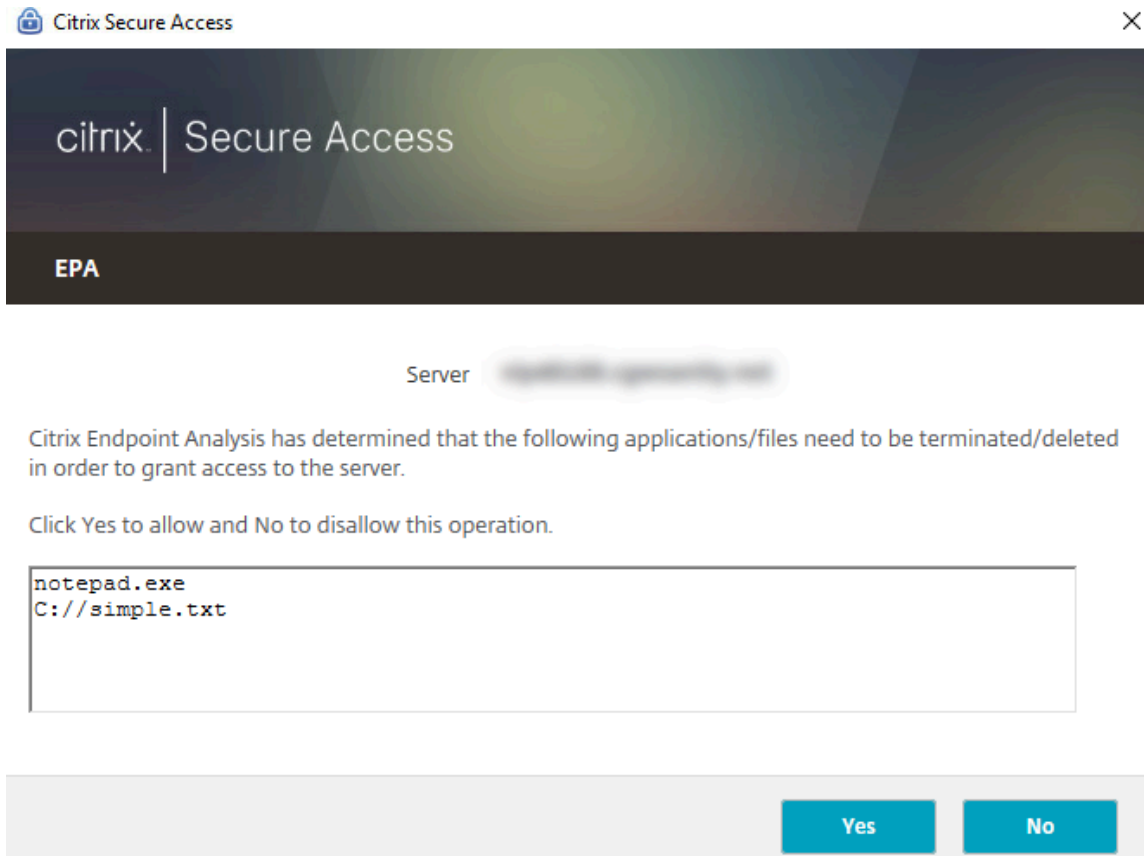 Citrix Secure Access
citrix. | Secure Access
EPA
Server
Citrix Endpoint Analysis has determined that the following applications/files need to be terminated/deleted
in order to grant access to the server.
Click Yes to allow and No to disallow this operation.
notepad.exe
C://simple.txt
Yes No